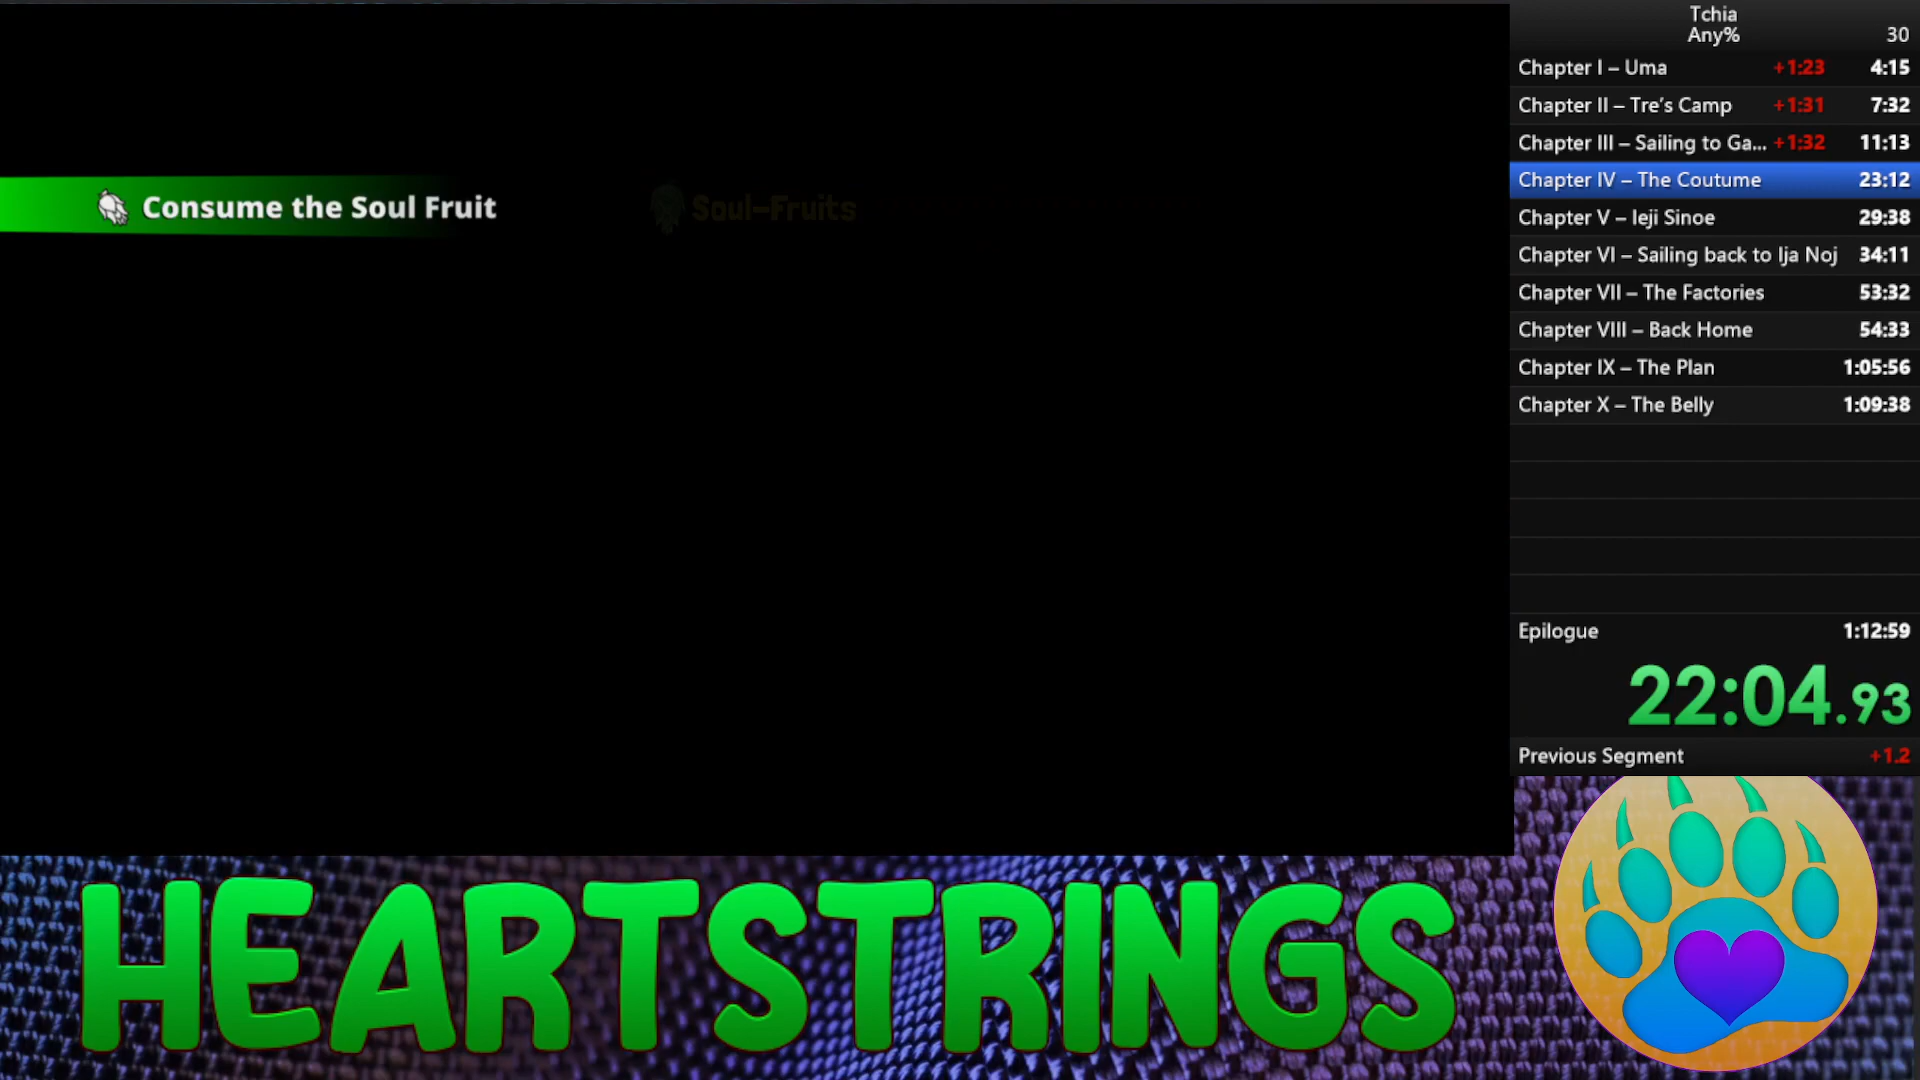 Consume the Soul Fruit
Soul-Fruits
Tchia
Any%
30
Chapter I – Uma +1:23 4:15
Chapter II – Tre’s Camp +1:31 7:32
Chapter III – Sailing to Ga... +1:32 11:13
Chapter IV – The Coutume 23:12
Chapter V – Ieji Sinoe 29:38
Chapter VI – Sailing back to Ija Noj 34:11
Chapter VII – The Factories 53:32
Chapter VIII – Back Home 54:33
Chapter IX – The Plan 1:05:56
Chapter X – The Belly 1:09:38
Epilogue 1:12:59
22:04.93
Previous Segment +1.2
HEARTSTRINGS